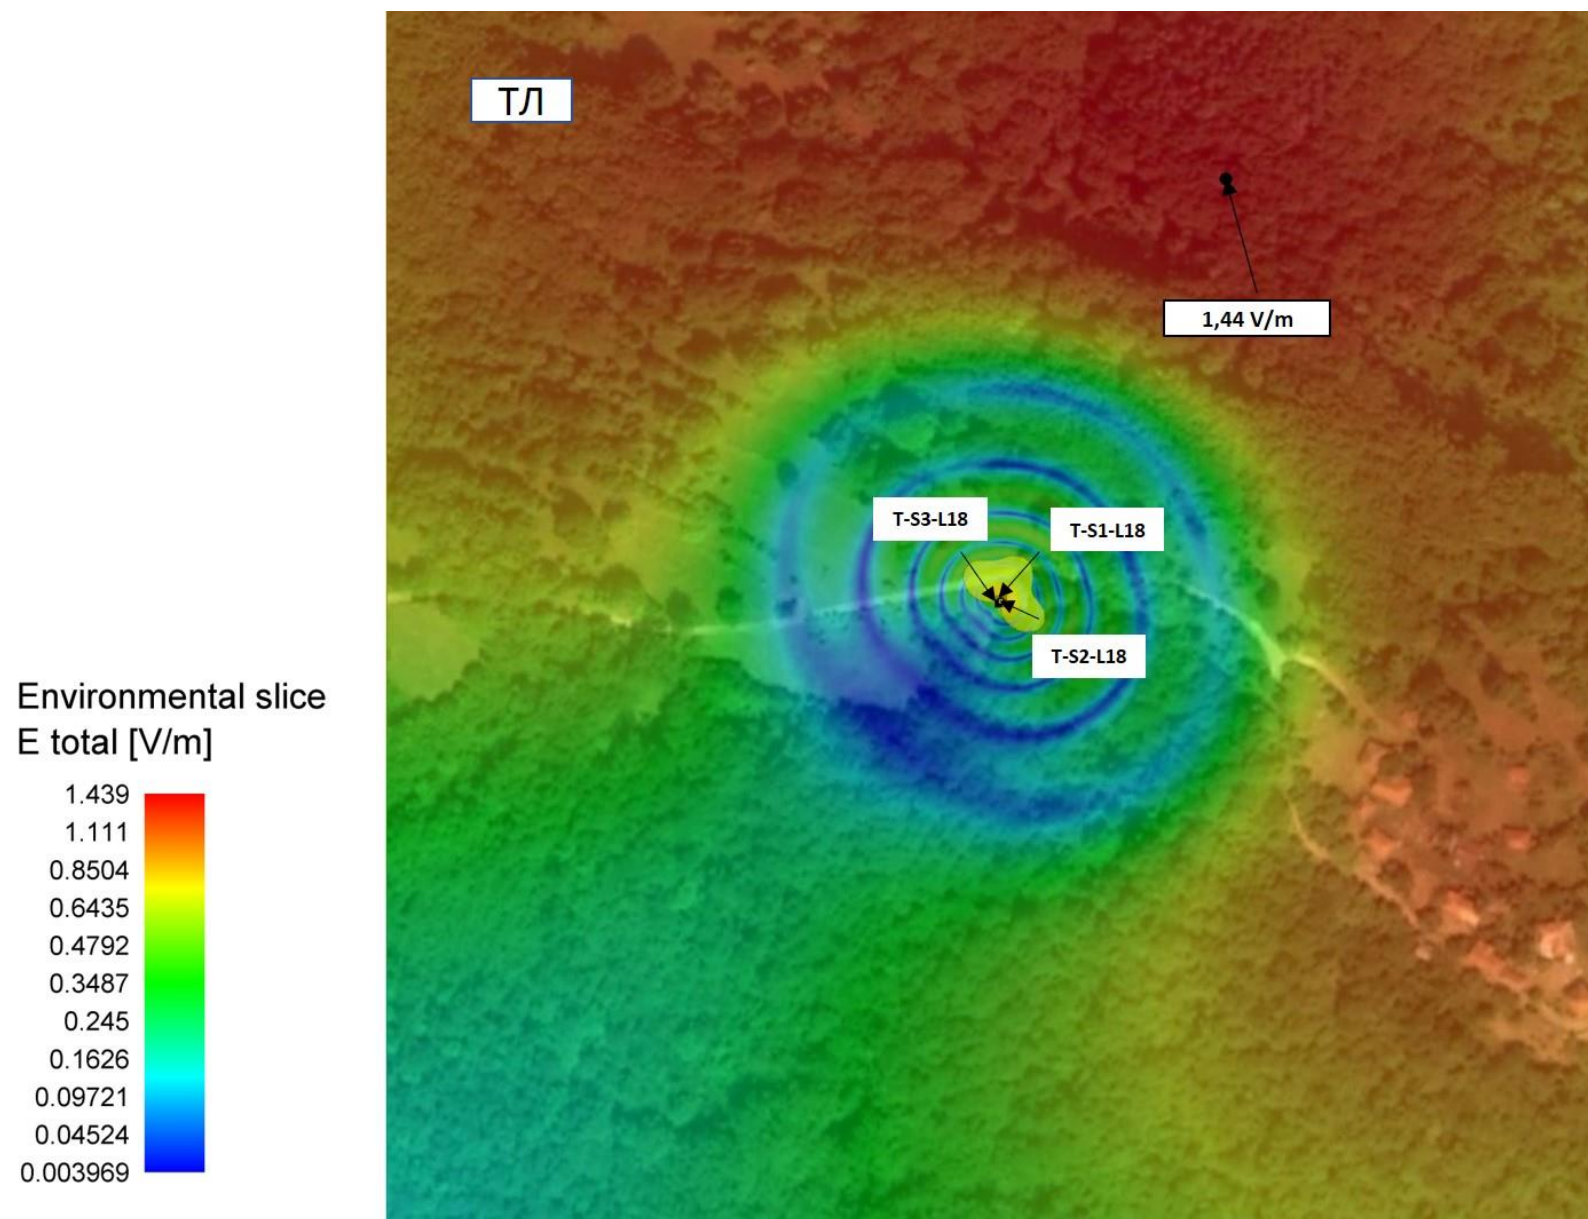 ТЛ
1,44 V/m
T-S3-L18
T-S1-L18
T-S2-L18
Environmental slice
E total [V/m]
1.439
1.111
0.8504
0.6435
0.4792
0.3487
0.245
0.1626
0.09721
0.04524
0.003969